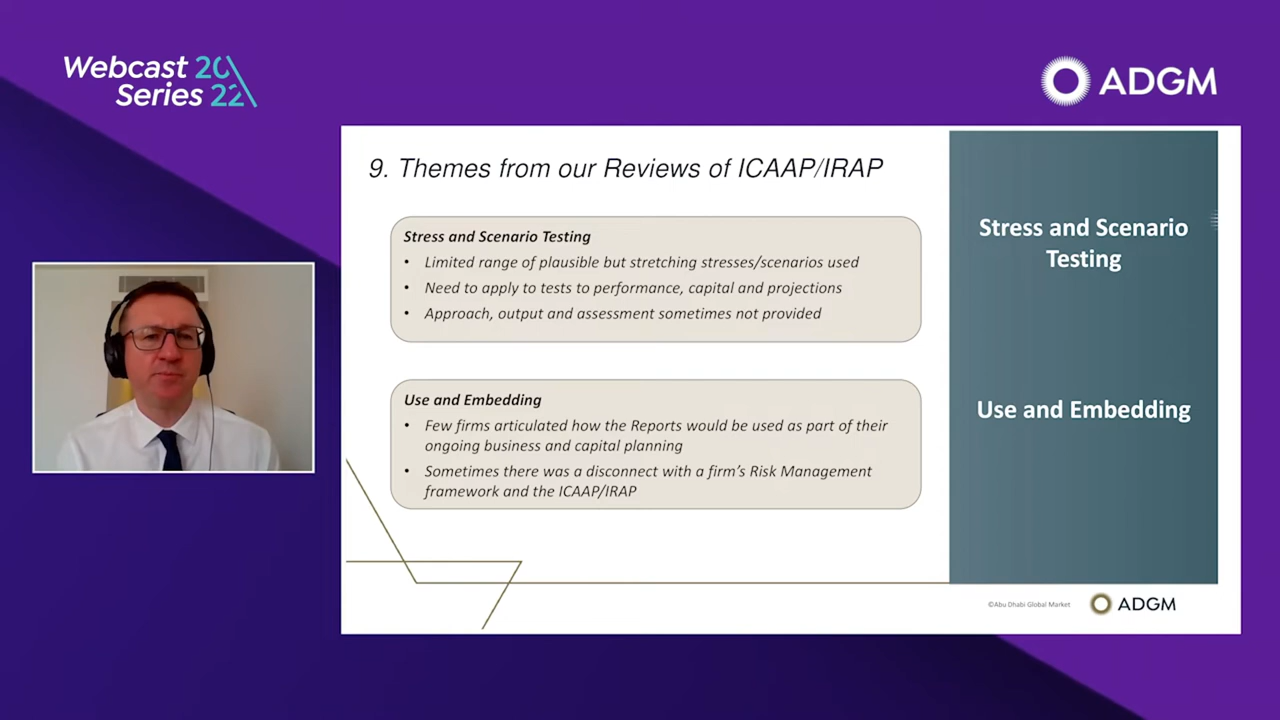 Webcast 20
Series 22
ADGM
9. Themes from our Reviews of ICAAP/IRAP
Stress and Scenario Testing
• Limited range of plausible but stretching stresses/scenarios used
• Need to apply to tests to performance, capital and projections
• Approach, output and assessment sometimes not provided
Use and Embedding
• Few firms articulated how the Reports would be used as part of their
ongoing business and capital planning
• Sometimes there was a disconnect with a firm's Risk Management
framework and the ICAAP/IRAP
Stress and Scenario
Testing
Use and Embedding
©Abu Dhabi Global Market
ADGM